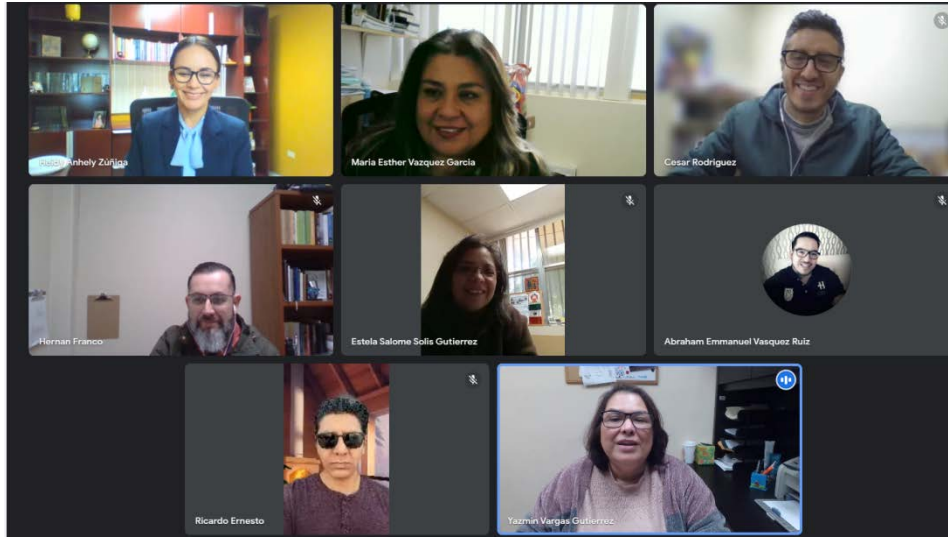 Heidy Anhely Zúñiga
Maria Esther Vazquez Garcia
Cesar Rodriguez
Hernan Franco
Estela Salome Solis Gutierrez
Abraham Emmanuel Vasquez Ruiz
Ricardo Ernesto
Yazmin Vargas Gutierrez